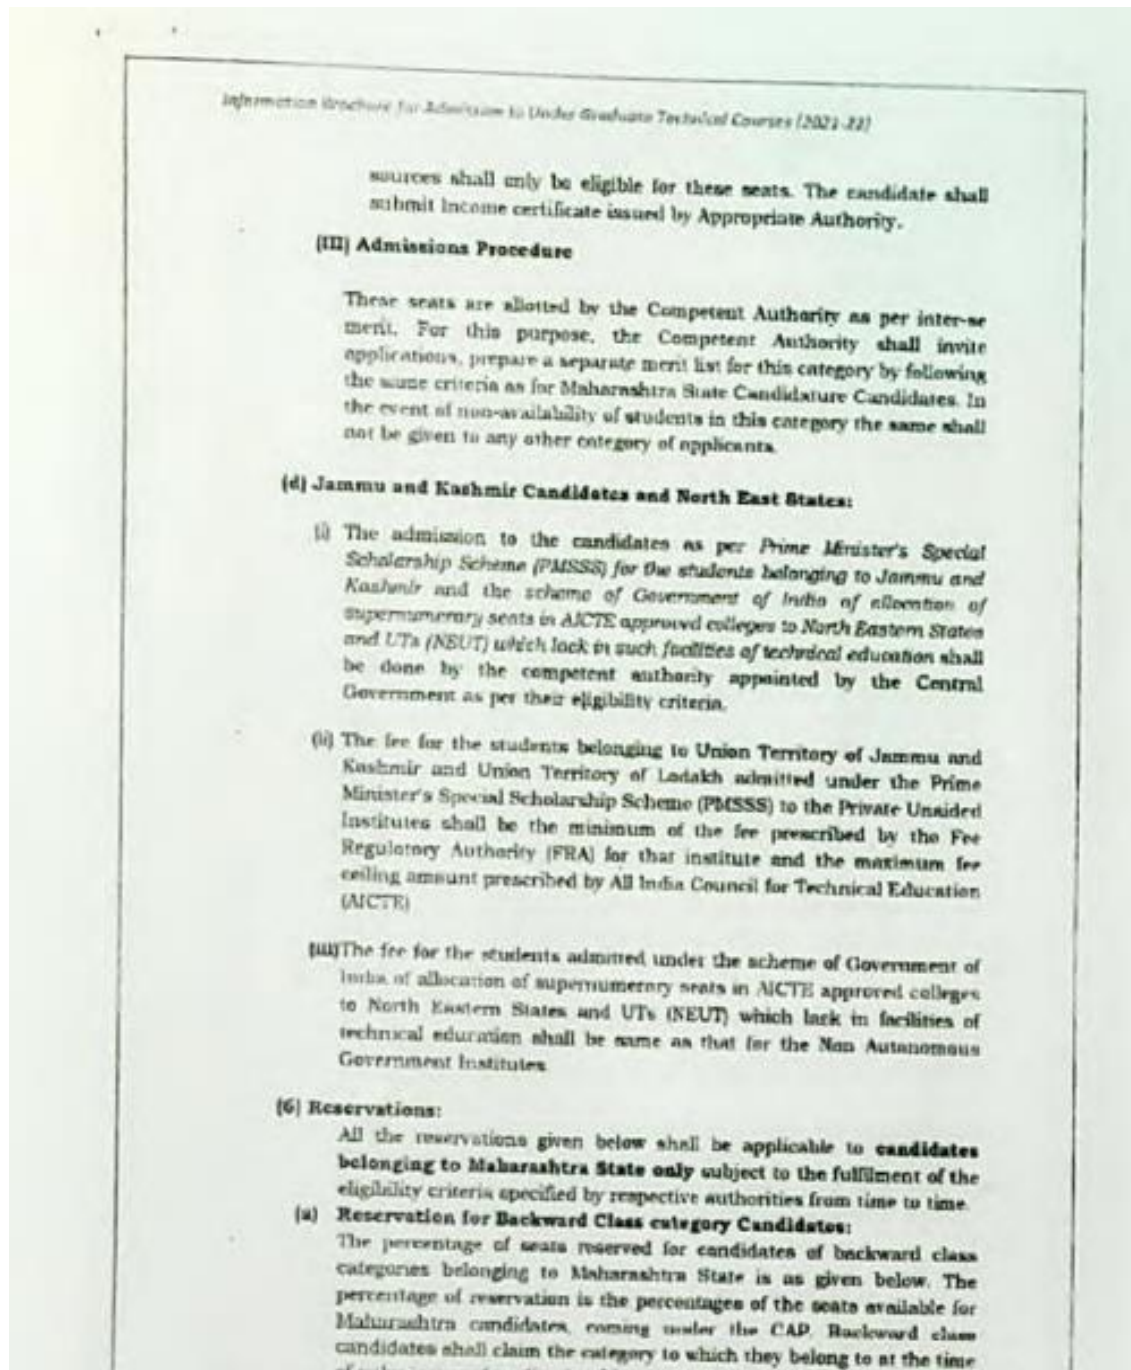 Information Brochure for Admission to Under Graduate Technical Courses (2021-22)
sources shall only be eligible for these seats. The candidate shall
submit Income certificate issued by Appropriate Authority.
(III) Admissions Procedure
These seats are allotted by the Competent Authority as per inter-se
merit. For this purpose, the Competent Authority shall invite
applications, prepare a separate merit list for this category by following
the same criteria as for Maharashtra State Candidature Candidates. In
the event of non-availability of students in this category the same shall
not be given to any other category of applicants.
(d) Jammu and Kashmir Candidates and North East States:
(i) The admission to the candidates as per Prime Minister's Special
Scholarship Scheme (PMSSS) for the students belonging to Jammu and
Kashmir and the scheme of Government of India of allocation of
supernumerary seats in AICTE approved colleges to North Eastern States
and UTs (NEUT) which lack in such facilities of technical education shall
be done by the competent authority appointed by the Central
Government as per their eligibility criteria.
(ii) The fee for the students belonging to Union Territory of Jammu and
Kashmir and Union Territory of Ladakh admitted under the Prime
Minister's Special Scholarship Scheme (PMSSS) to the Private Unaided
Institutes shall be the minimum of the fee prescribed by the Fee
Regulatory Authority (FRA) for that institute and the maximum fee
ceiling amount prescribed by All India Council for Technical Education
(AICTE)
(iii)The fee for the students admitted under the scheme of Government of
India of allocation of supernumerary seats in AICTE approved colleges
to North Eastern States and UTs (NEUT) which lack in facilities of
technical education shall be same as that for the Non Autonomous
Government Institutes
(6) Reservations:
All the reservations given below shall be applicable to candidates
belonging to Maharashtra State only subject to the fulfilment of the
eligibility criteria specified by respective authorities from time to time.
(a) Reservation for Backward Class category Candidates:
The percentage of seats reserved for candidates of backward class
categories belonging to Maharashtra State is as given below. The
percentage of reservation is the percentages of the seats available for
Maharashtra candidates, coming under the CAP. Backward class
candidates shall claim the category to which they belong to at the time